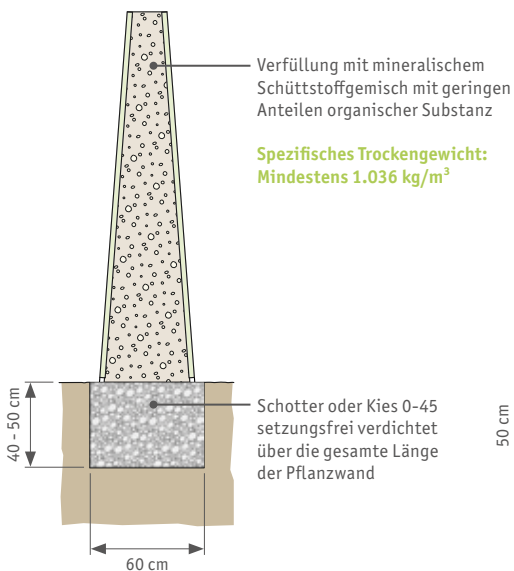 Verfüllung mit mineralischem
Schüttstoffgemisch mit geringen
Anteilen organischer Substanz
Spezifisches Trockengewicht:
Mindestens 1.036 kg/m³
40 - 50 cm
Schotter oder Kies 0-45
setzungsfrei verdichtet
über die gesamte Länge
der Pflanzwand
50 cm
60 cm